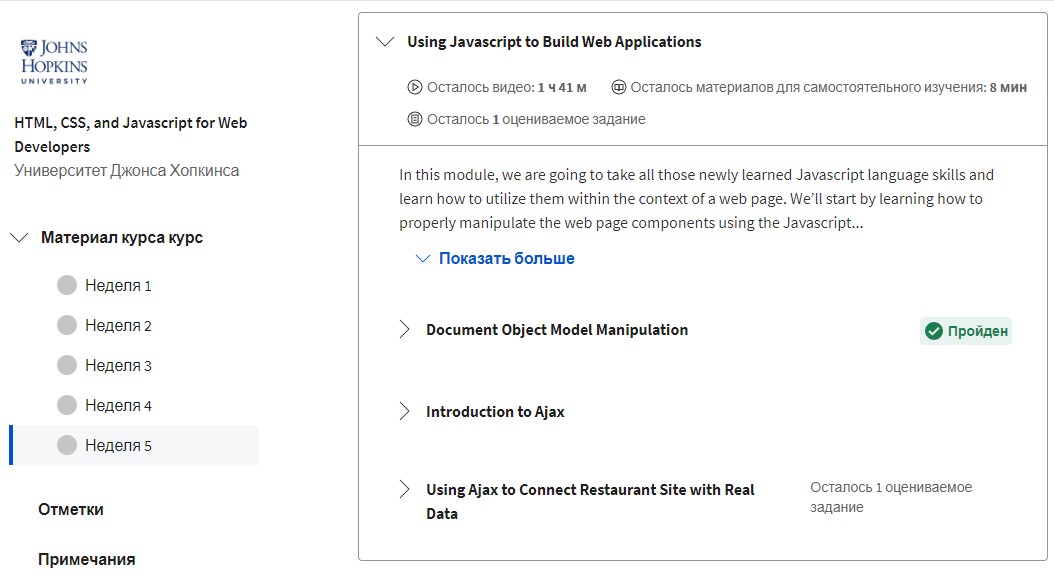 JOHNS
HOPKINS
UNIVERSITY
HTML, CSS, and Javascript for Web
Developers
Университет Джонса Хопкинса
Материал курса курс
Неделя 1
Неделя 2
Неделя 3
Неделя 4
Неделя 5
Отметки
Примечания
Using Javascript to Build Web Applications
Осталось видео: 1 ч 41 м Осталось материалов для самостоятельного изучения: 8 мин
Осталось 1 оцениваемое задание
In this module, we are going to take all those newly learned Javascript language skills and
learn how to utilize them within the context of a web page. We’ll start by learning how to
properly manipulate the web page components using the Javascript...
Показать больше
Document Object Model Manipulation Пройден
Introduction to Ajax
Using Ajax to Connect Restaurant Site with Real
Data
Осталось 1 оцениваемое
задание